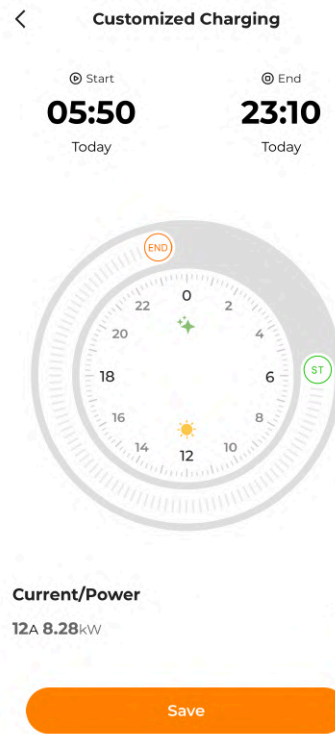 Customized Charging
Start
End
05:50
23:10
Today
Today
END
0
22
2
20
4
ST
18
6
16
8
14
10
12
Current/Power
12A 8.28kW
Save